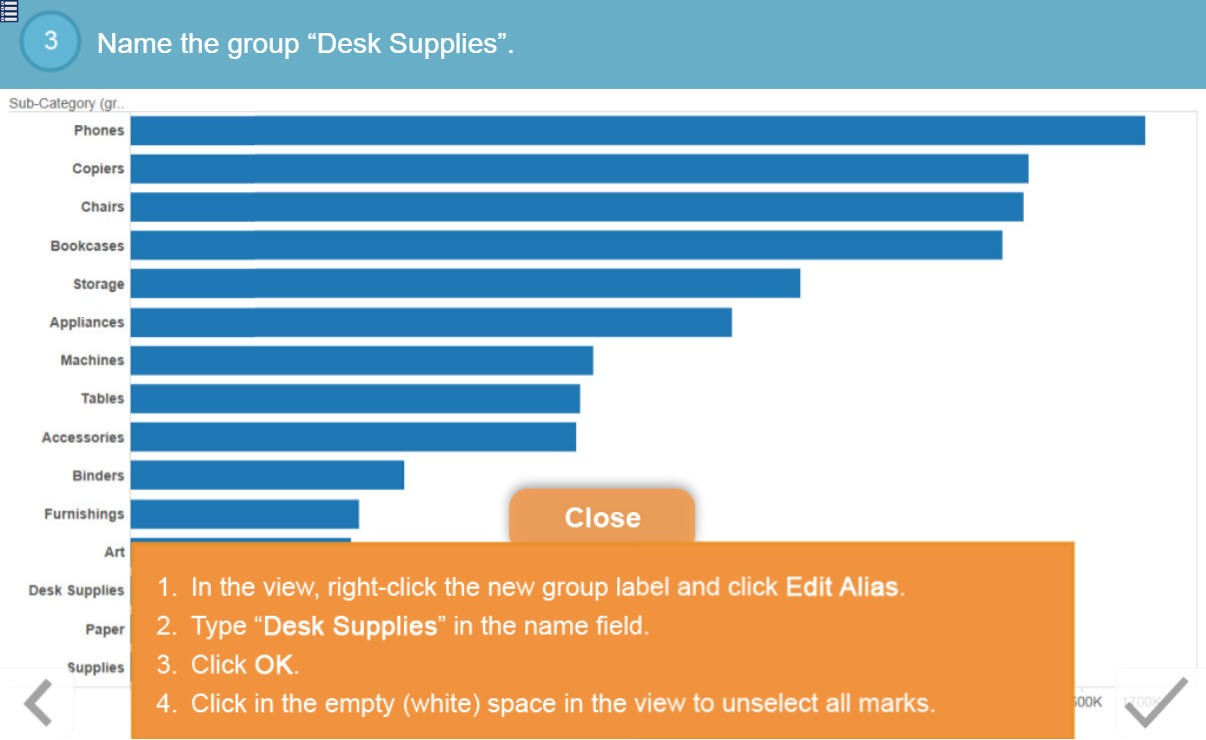 3
Name the group “Desk Supplies”.
Sub-Category (gr..
Phones
Copiers
Chairs
Bookcases
Storage
Appliances
Machines
Tables
Accessories
Binders
Furnishings
Art
Desk Supplies
Paper
Supplies
Close
1. In the view, right-click the new group label and click Edit Alias.
2. Type “Desk Supplies” in the name field.
3. Click OK.
4. Click in the empty (white) space in the view to unselect all marks.
1700K